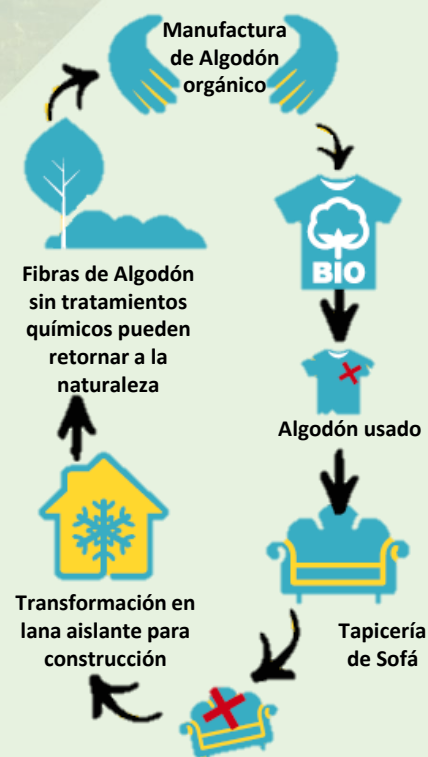 Manufactura
de Algodón
orgánico
BIO
Algodón usado
Tapicería
de Sofá
Transformación en
lana aislante para
construcción
Fibras de Algodón
sin tratamientos
químicos pueden
retornar a la
naturaleza